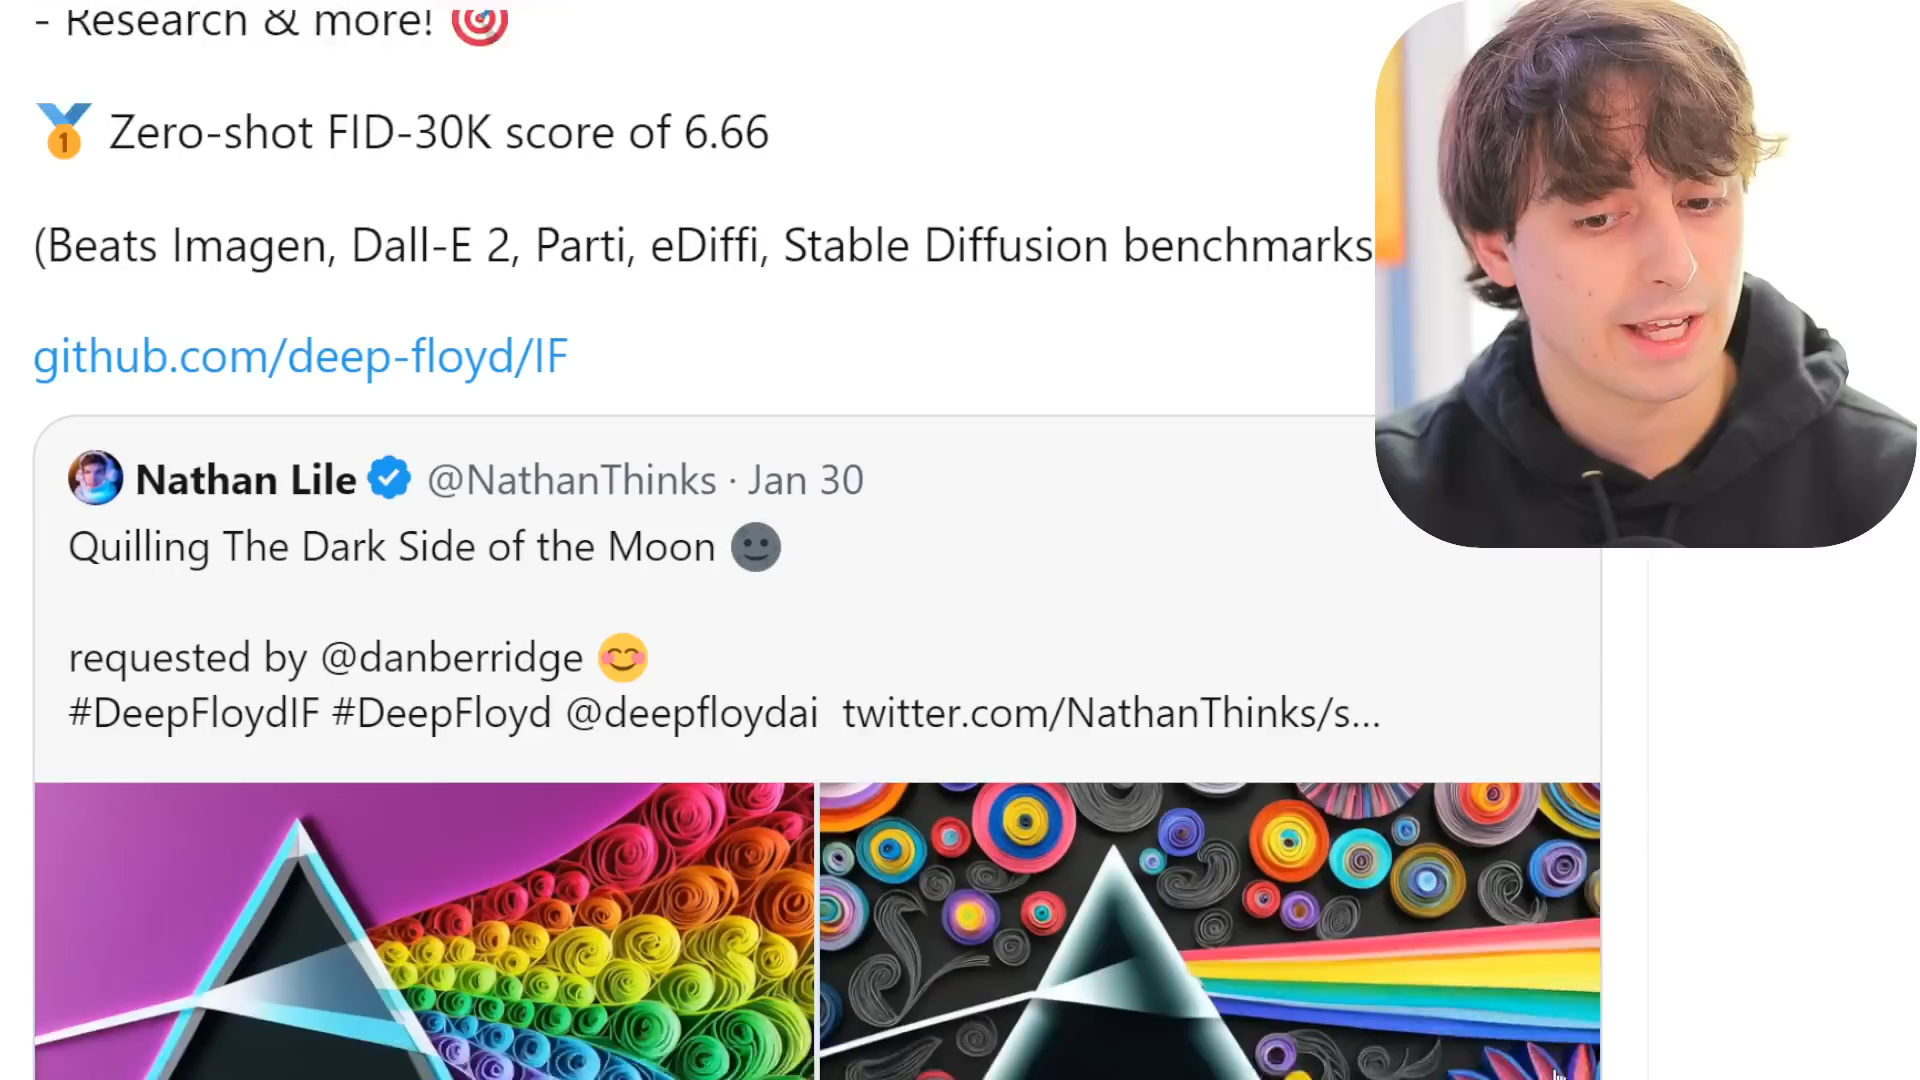 - Research & more! 🎯
🥇 Zero-shot FID-30K score of 6.66
(Beats Imagen, Dall-E 2, Parti, eDiffi, Stable Diffusion benchmarks
github.com/deep-floyd/IF
Nathan Lile @NathanThinks · Jan 30
Quilling The Dark Side of the Moon 🌚
requested by @danberridge 😊
#DeepFloydIF #DeepFloyd @deepfloydai twitter.com/NathanThinks/s...